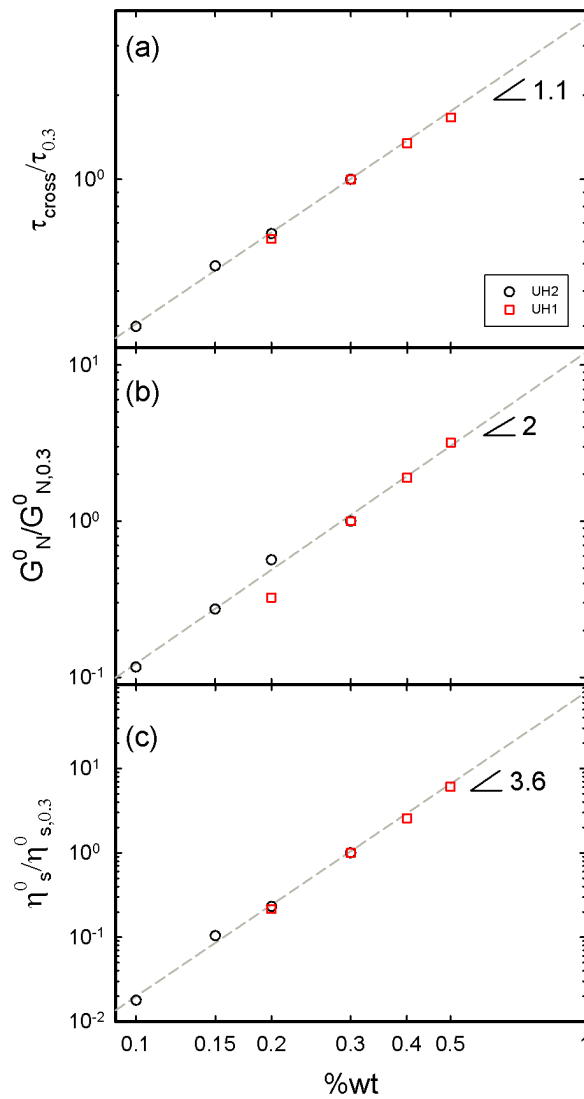 (a)
1.1
τcross/τ0.3
10⁰
UH2
UH1
(b)
2
G⁰N/G⁰N,0.3
10¹
10⁰
10⁻¹
(c)
3.6
η⁰s/η⁰s,0.3
10¹
10⁰
10⁻¹
10⁻²
0.1 0.15 0.2 0.3 0.4 0.5 1
%wt